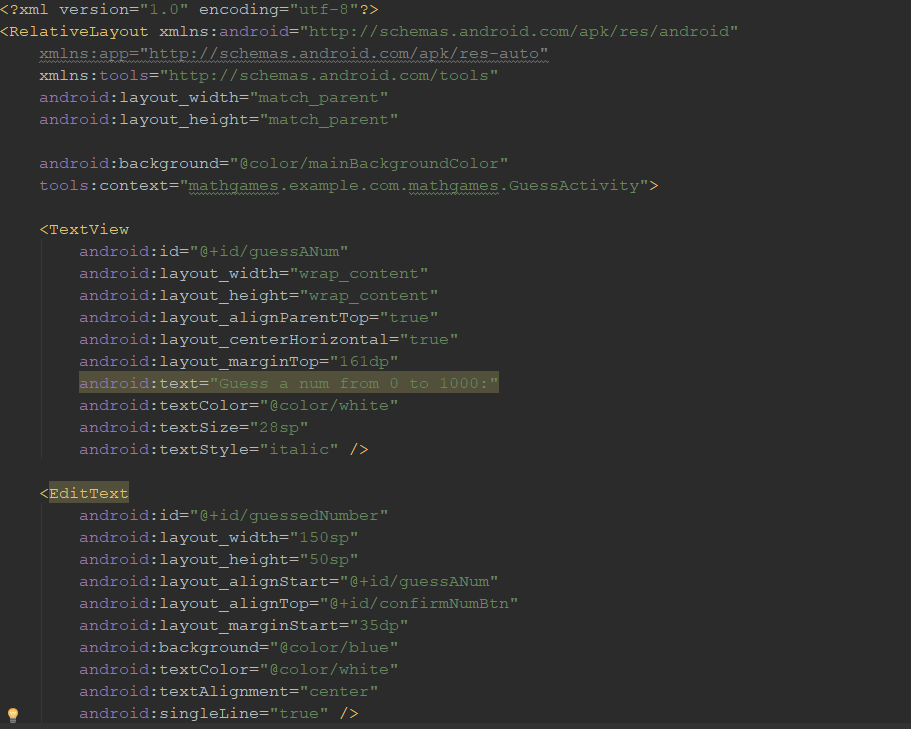 <?xml version="1.0" encoding="utf-8"?>
<RelativeLayout xmlns:android="http://schemas.android.com/apk/res/android"
    xmlns:app="http://schemas.android.com/apk/res-auto"
    xmlns:tools="http://schemas.android.com/tools"
    android:layout_width="match_parent"
    android:layout_height="match_parent"

    android:background="@color/mainBackgroundColor"
    tools:context="mathgames.example.com.mathgames.GuessActivity">

    <TextView
        android:id="@+id/guessANum"
        android:layout_width="wrap_content"
        android:layout_height="wrap_content"
        android:layout_alignParentTop="true"
        android:layout_centerHorizontal="true"
        android:layout_marginTop="161dp"
        android:text="Guess a num from 0 to 1000:"
        android:textColor="@color/white"
        android:textSize="28sp"
        android:textStyle="italic" />

    <EditText
        android:id="@+id/guessedNumber"
        android:layout_width="150sp"
        android:layout_height="50sp"
        android:layout_alignStart="@+id/guessANum"
        android:layout_alignTop="@+id/confirmNumBtn"
        android:layout_marginStart="35dp"
        android:background="@color/blue"
        android:textColor="@color/white"
        android:textAlignment="center"
        android:singleLine="true" />